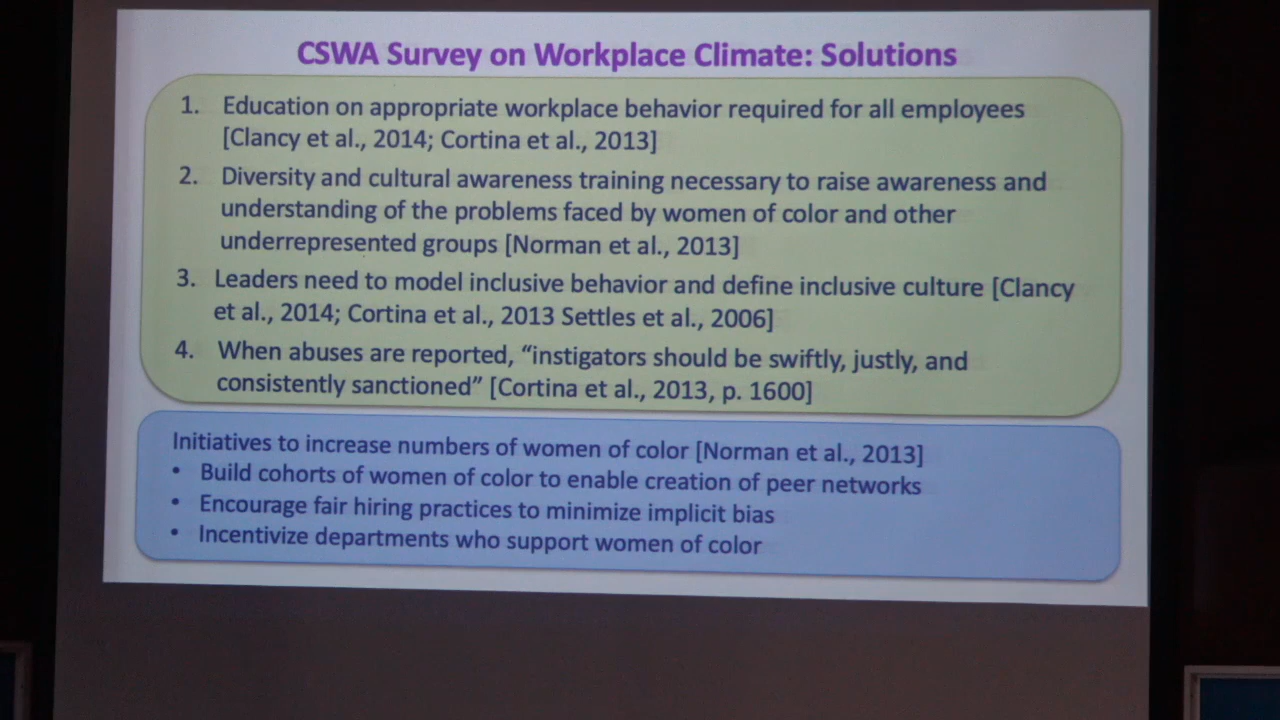 CSWA Survey on Workplace Climate: Solutions
1. Education on appropriate workplace behavior required for all employees
[Clancy et al., 2014; Cortina et al., 2013]
2. Diversity and cultural awareness training necessary to raise awareness and
understanding of the problems faced by women of color and other
underrepresented groups [Norman et al., 2013]
3. Leaders need to model inclusive behavior and define inclusive culture [Clancy
et al., 2014; Cortina et al., 2013 Settles et al., 2006]
4. When abuses are reported, “instigators should be swiftly, justly, and
consistently sanctioned” [Cortina et al., 2013, p. 1600]
Initiatives to increase numbers of women of color [Norman et al., 2013]
• Build cohorts of women of color to enable creation of peer networks
• Encourage fair hiring practices to minimize implicit bias
• Incentivize departments who support women of color